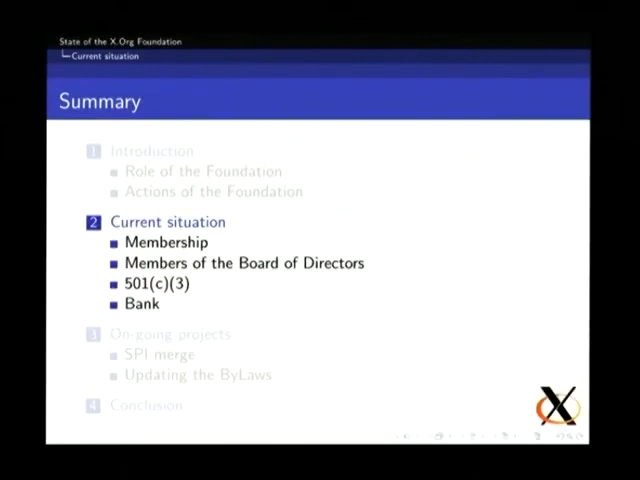 State of the X.Org Foundation
Current situation
Summary
1 Introduction
Role of the Foundation
Actions of the Foundation
2 Current situation
Membership
Members of the Board of Directors
501(c)(3)
Bank
3 On-going projects
SPI merge
Updating the ByLaws
4 Conclusion
X